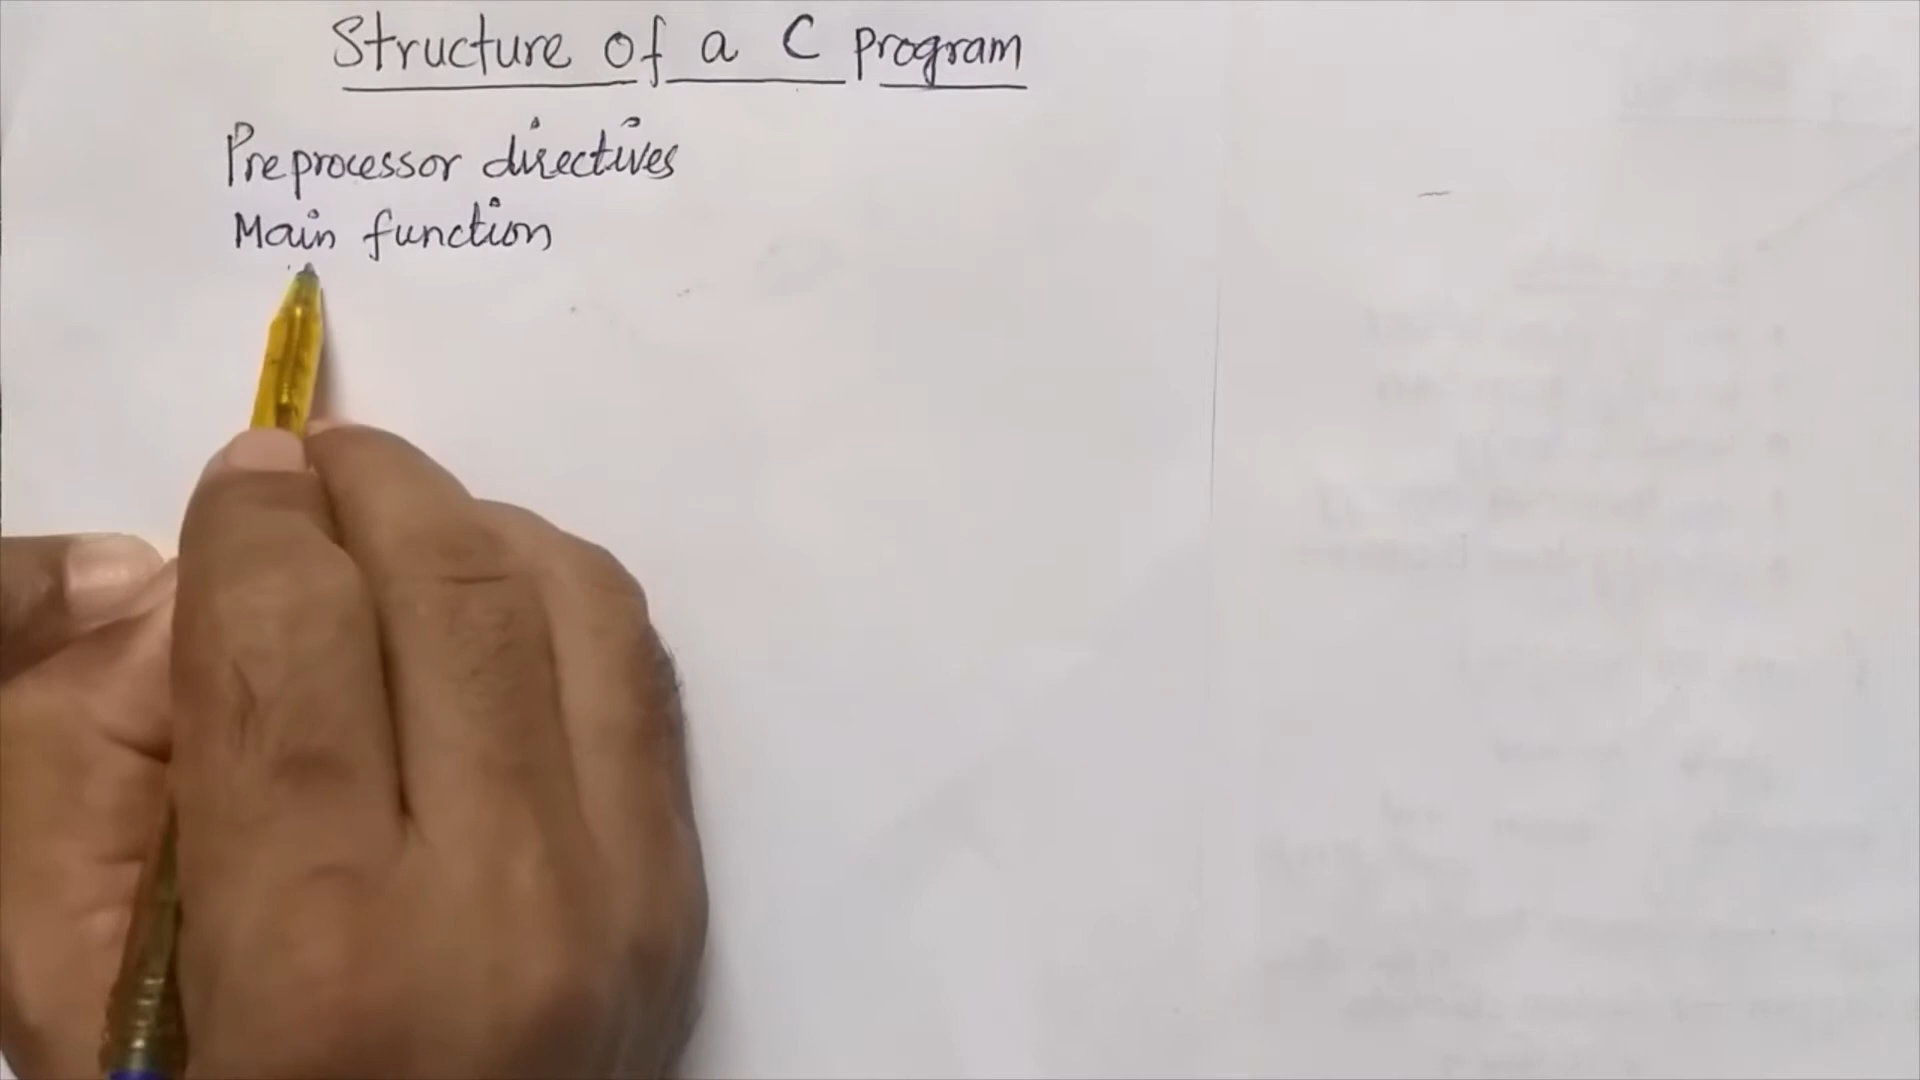 Structure of a C program
Preprocessor directives
Main function